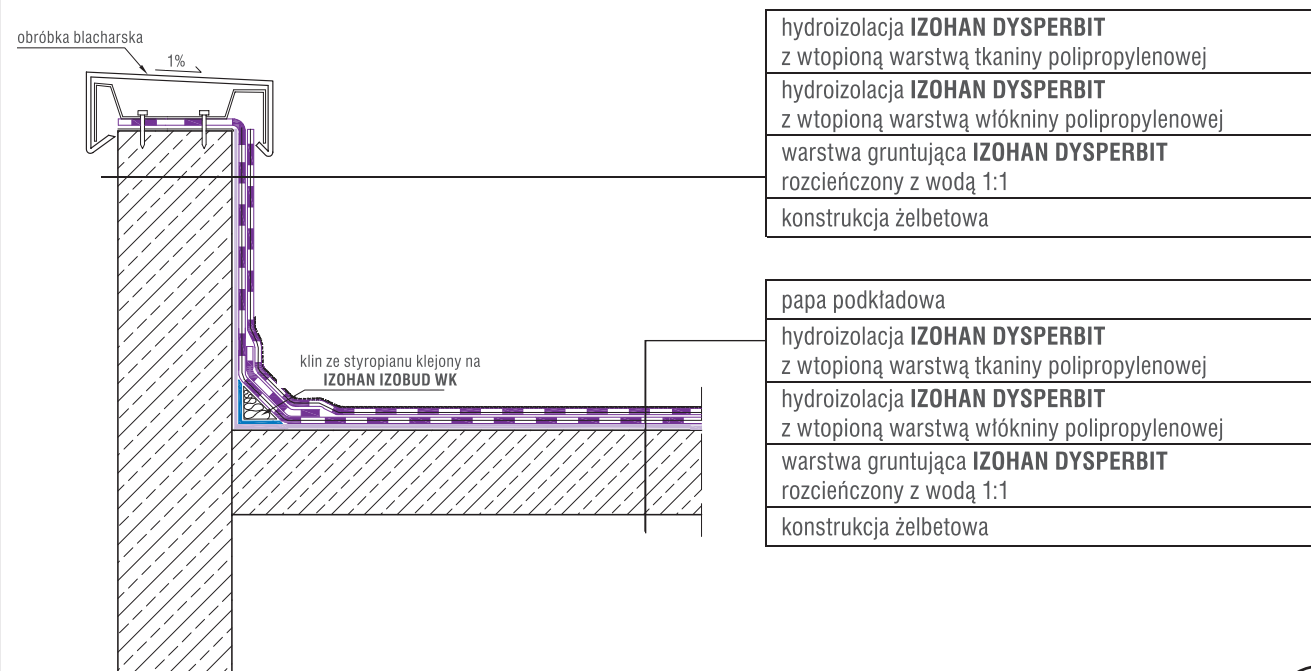 obróbka blacharska
1%
klin ze styropianu klejony na
IZOHAN IZOBUD WK
hydroizolacja IZOHAN DYSPERBIT
z wtopioną warstwą tkaniny polipropylenowej
hydroizolacja IZOHAN DYSPERBIT
z wtopioną warstwą włókniny polipropylenowej
warstwa gruntująca IZOHAN DYSPERBIT
rozcieńczony z wodą 1:1
konstrukcja żelbetowa
papa podkładowa
hydroizolacja IZOHAN DYSPERBIT
z wtopioną warstwą tkaniny polipropylenowej
hydroizolacja IZOHAN DYSPERBIT
z wtopioną warstwą włókniny polipropylenowej
warstwa gruntująca IZOHAN DYSPERBIT
rozcieńczony z wodą 1:1
konstrukcja żelbetowa